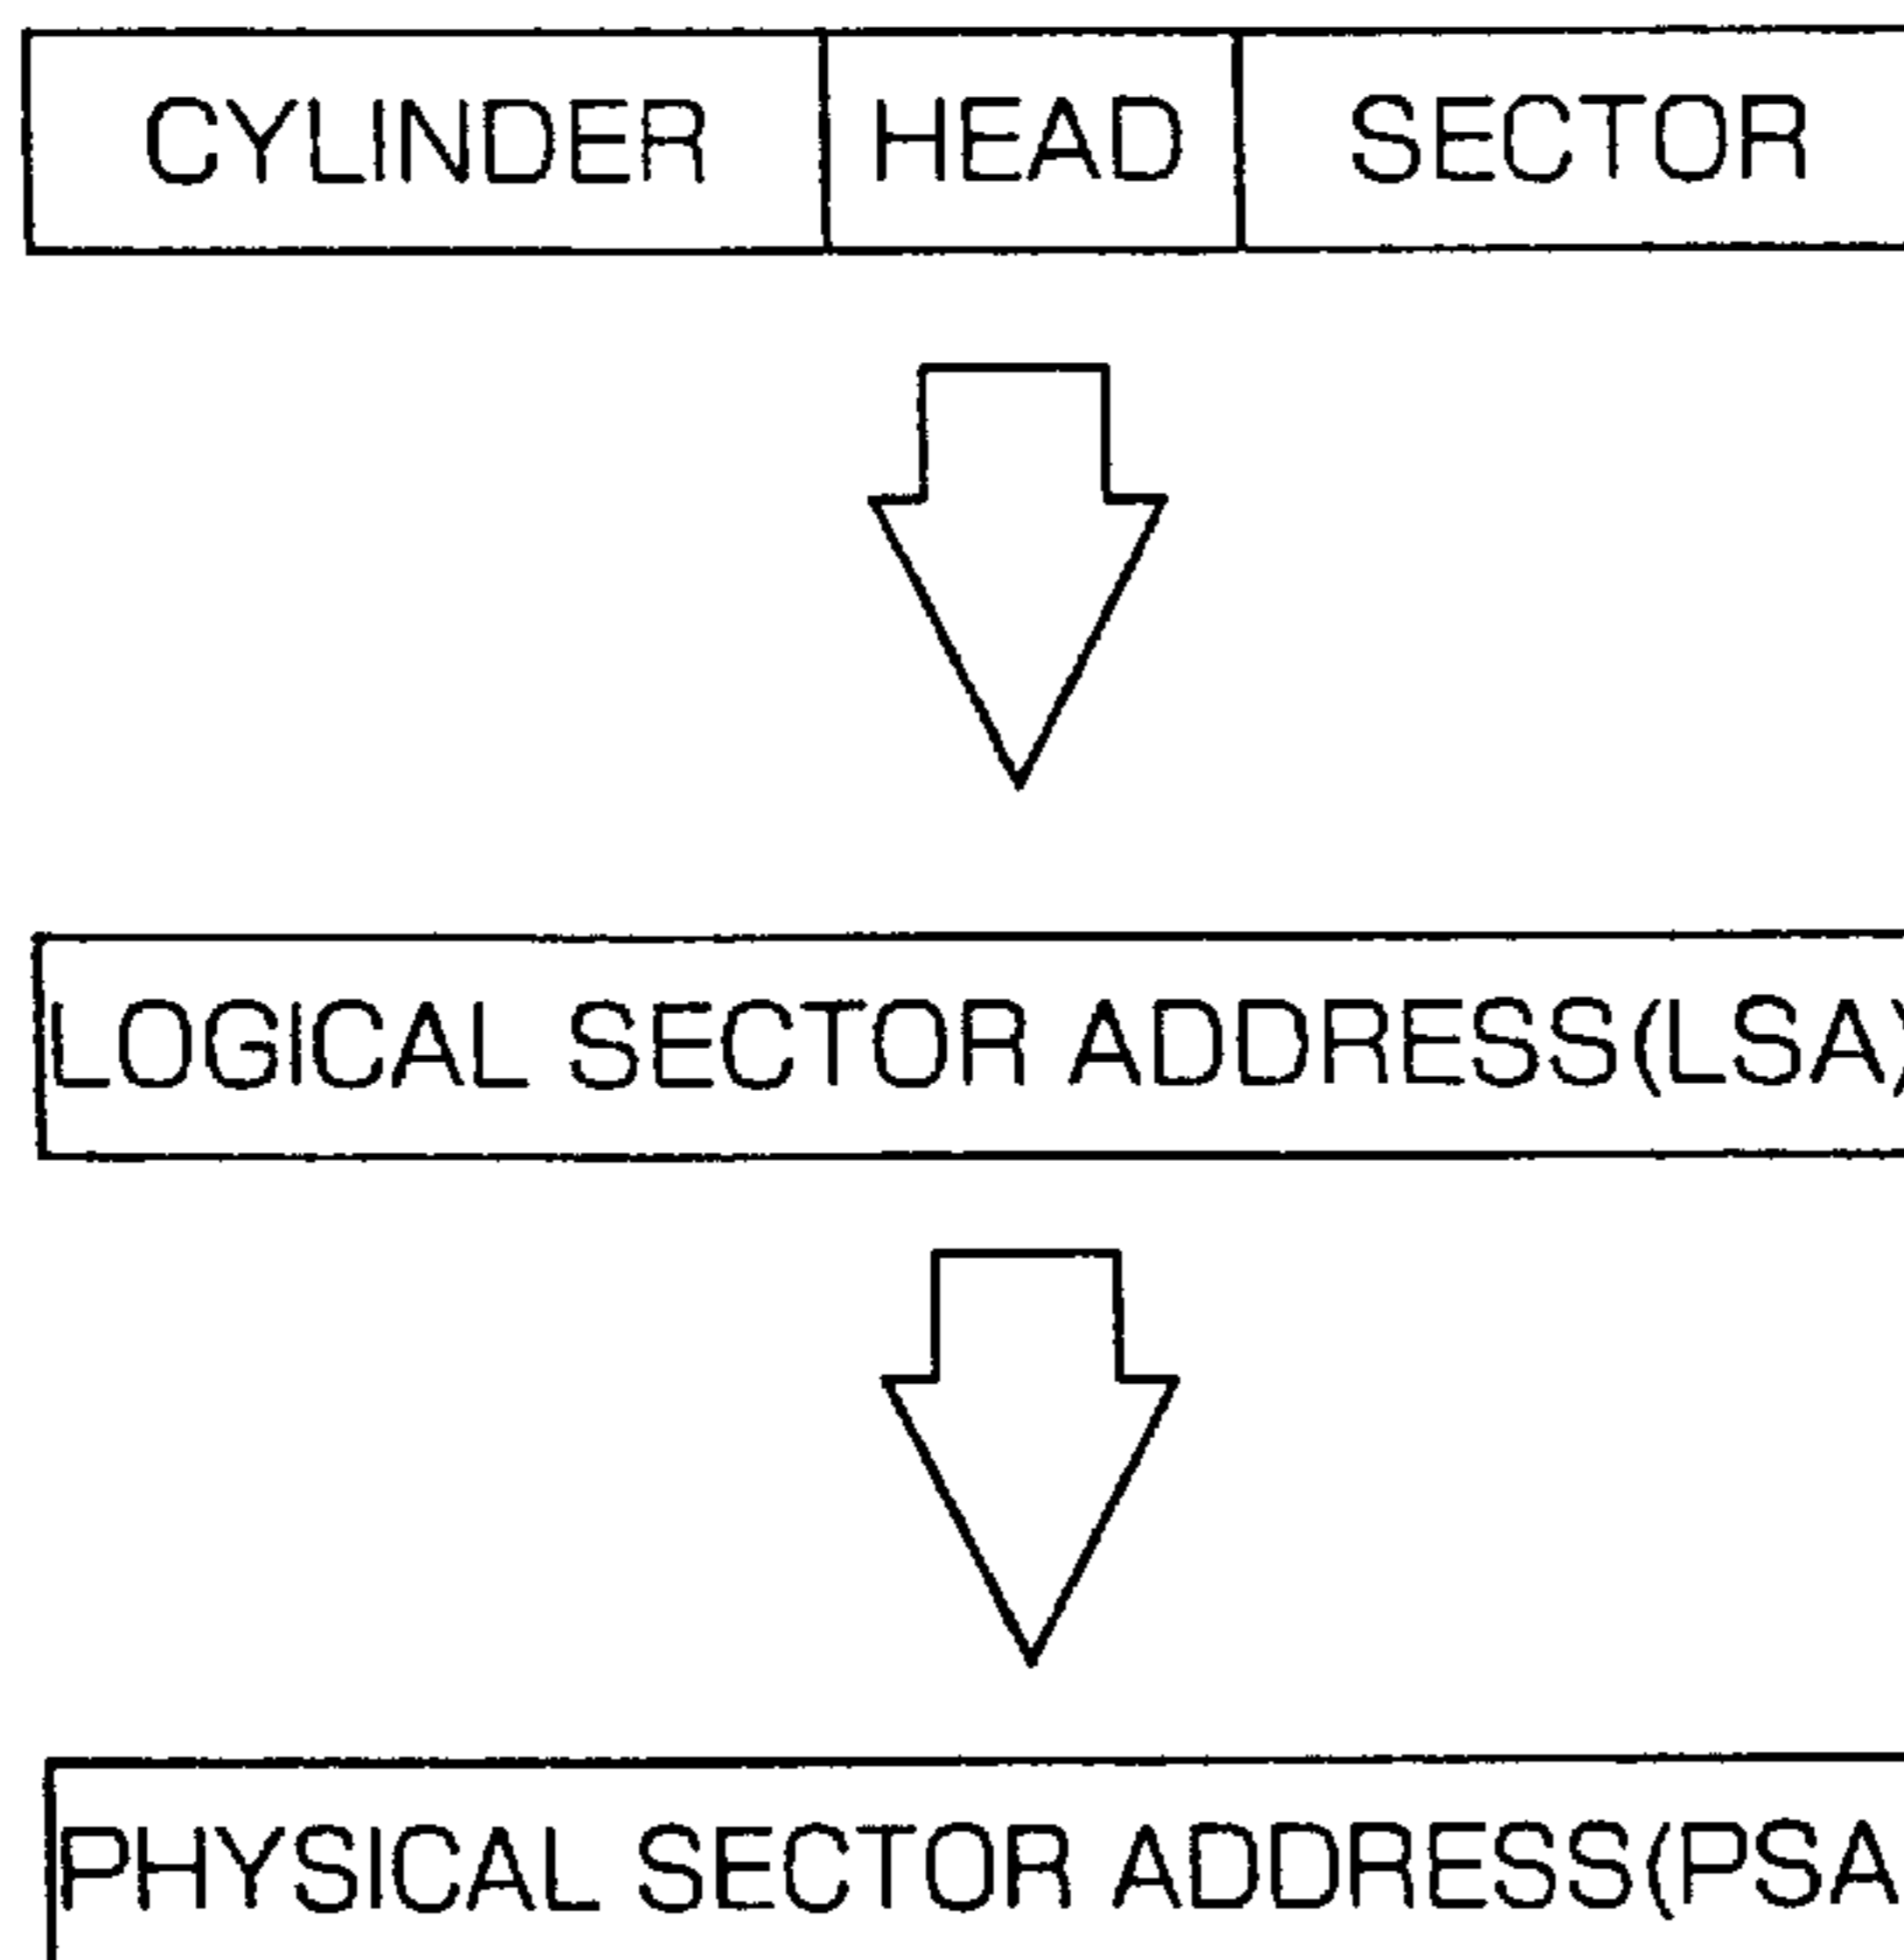 CYLINDER HEAD SECTOR
LOGICAL SECTOR ADDRESS(LSA)
PHYSICAL SECTOR ADDRESS(PSA